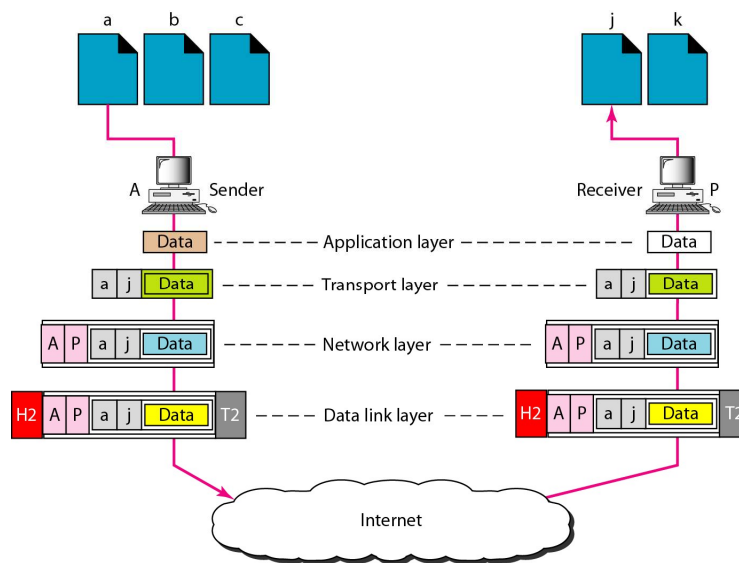 a b c j k
A Sender Receiver P
Data Application layer Data
a j Data Transport layer a j Data
A P a j Data Network layer A P a j Data
H2 A P a j Data T2 Data link layer H2 A P a j Data T2
Internet